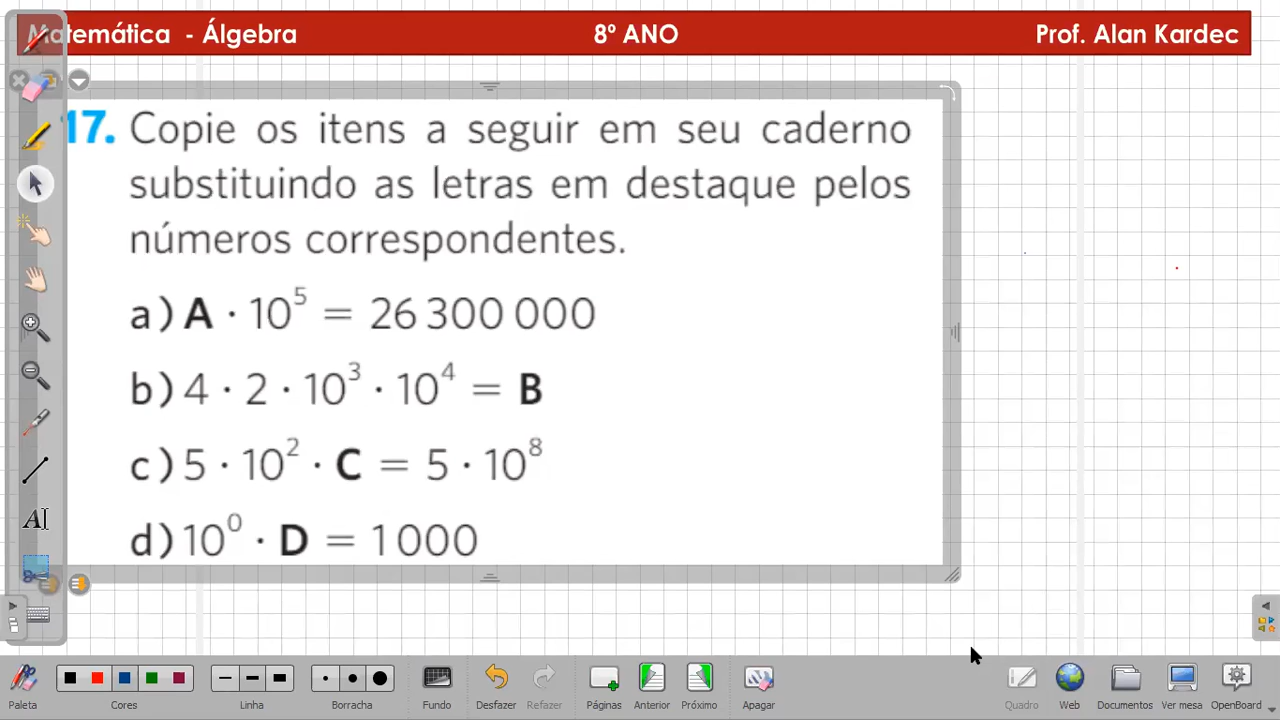 Matemática - Álgebra 8º ANO Prof. Alan Kardec
17. Copie os itens a seguir em seu caderno
substituindo as letras em destaque pelos
números correspondentes.
a) A · 10⁵ = 26 300 000
b) 4 · 2 · 10³ · 10⁴ = B
c) 5 · 10² · C = 5 · 10⁸
d) 10⁰ · D = 1 000
AI
Paleta Cores Linha Borracha Fundo Desfazer Refazer Páginas Anterior Próximo Apagar Quadro Web Documentos Ver mesa OpenBoard